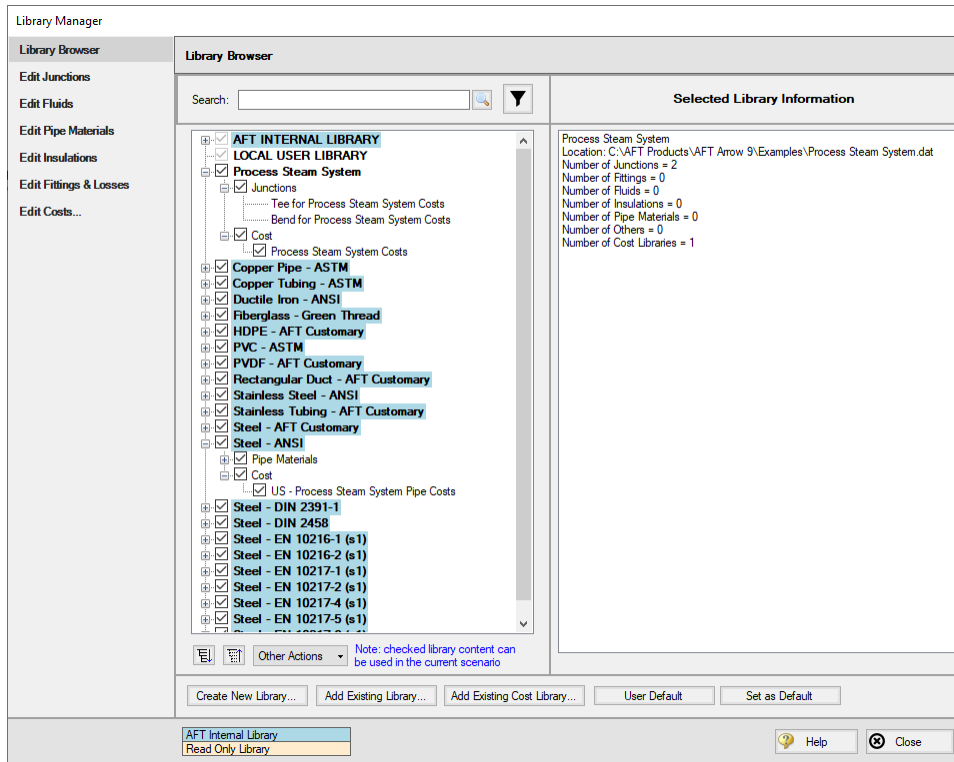 Library Manager
Library Browser
Edit Junctions
Edit Fluids
Edit Pipe Materials
Edit Insulations
Edit Fittings & Losses
Edit Costs...
Library Browser
Search:
AFT INTERNAL LIBRARY
LOCAL USER LIBRARY
Process Steam System
Junctions
Tee for Process Steam System Costs
Bend for Process Steam System Costs
Cost
Process Steam System Costs
Copper Pipe - ASTM
Copper Tubing - ASTM
Ductile Iron - ANSI
Fiberglass - Green Thread
HDPE - AFT Customary
PVC - ASTM
PVDF - AFT Customary
Rectangular Duct - AFT Customary
Stainless Steel - ANSI
Stainless Tubing - AFT Customary
Steel - AFT Customary
Steel - ANSI
Pipe Materials
Cost
US - Process Steam System Pipe Costs
Steel - DIN 2391-1
Steel - DIN 2458
Steel - EN 10216-1 (s1)
Steel - EN 10216-2 (s1)
Steel - EN 10217-1 (s1)
Steel - EN 10217-2 (s1)
Steel - EN 10217-4 (s1)
Steel - EN 10217-5 (s1)
Other Actions
Note: checked library content can
be used in the current scenario
Selected Library Information
Process Steam System
Location: C:\AFT Products\AFT Arrow 9\Examples\Process Steam System.dat
Number of Junctions = 2
Number of Fittings = 0
Number of Fluids = 0
Number of Insulations = 0
Number of Pipe Materials = 0
Number of Others = 0
Number of Cost Libraries = 1
Create New Library...
Add Existing Library...
Add Existing Cost Library...
User Default
Set as Default
AFT Internal Library
Read Only Library
Help
Close